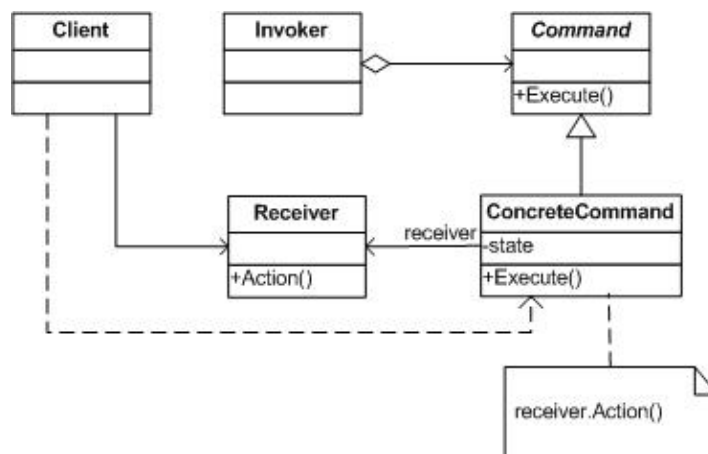 Client
Invoker
Command
+Execute()
Receiver
+Action()
receiver
ConcreteCommand
-state
+Execute()
receiver.Action()